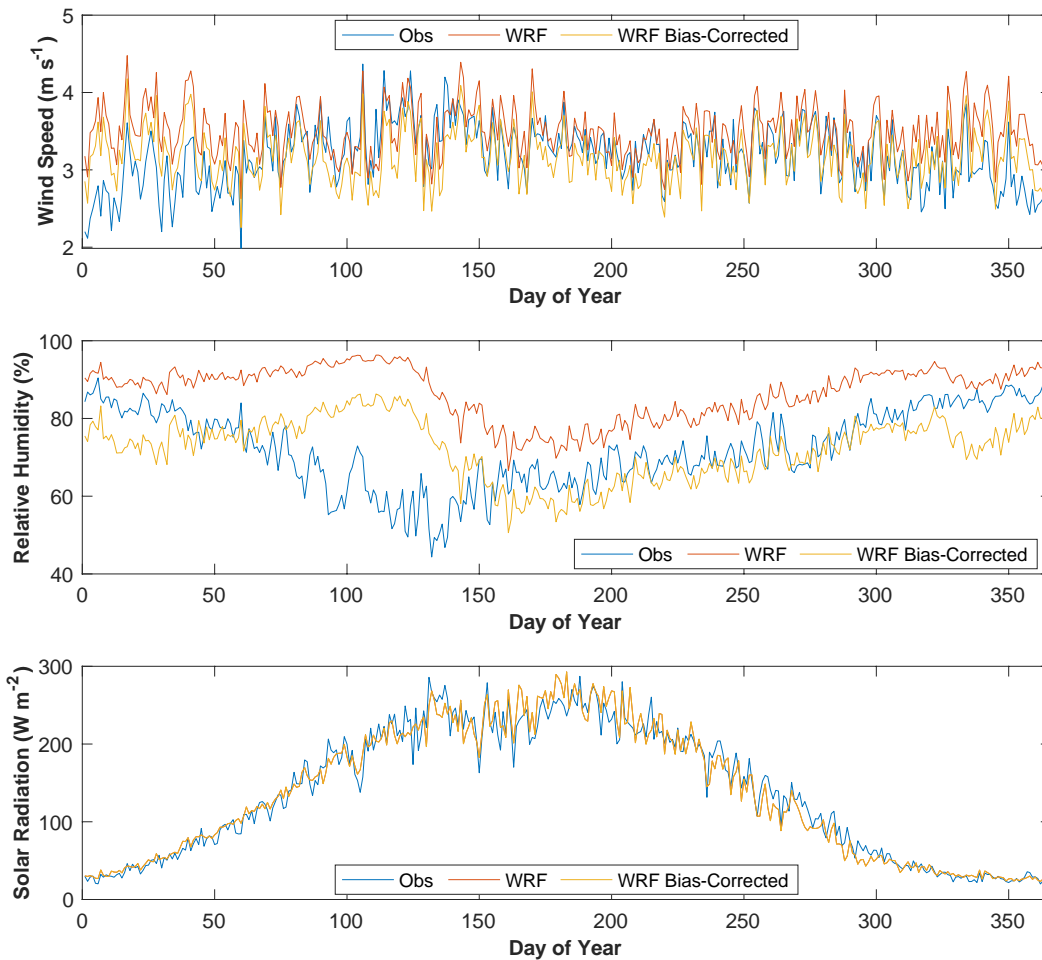 5
Obs WRF WRF Bias-Corrected
4
3
2
Wind Speed (m s-1)
0 50 100 150 200 250 300 350
Day of Year
100
80
60
40
Relative Humidity (%)
Obs WRF WRF Bias-Corrected
0 50 100 150 200 250 300 350
Day of Year
300
200
100
0
Solar Radiation (W m-2)
Obs WRF WRF Bias-Corrected
0 50 100 150 200 250 300 350
Day of Year